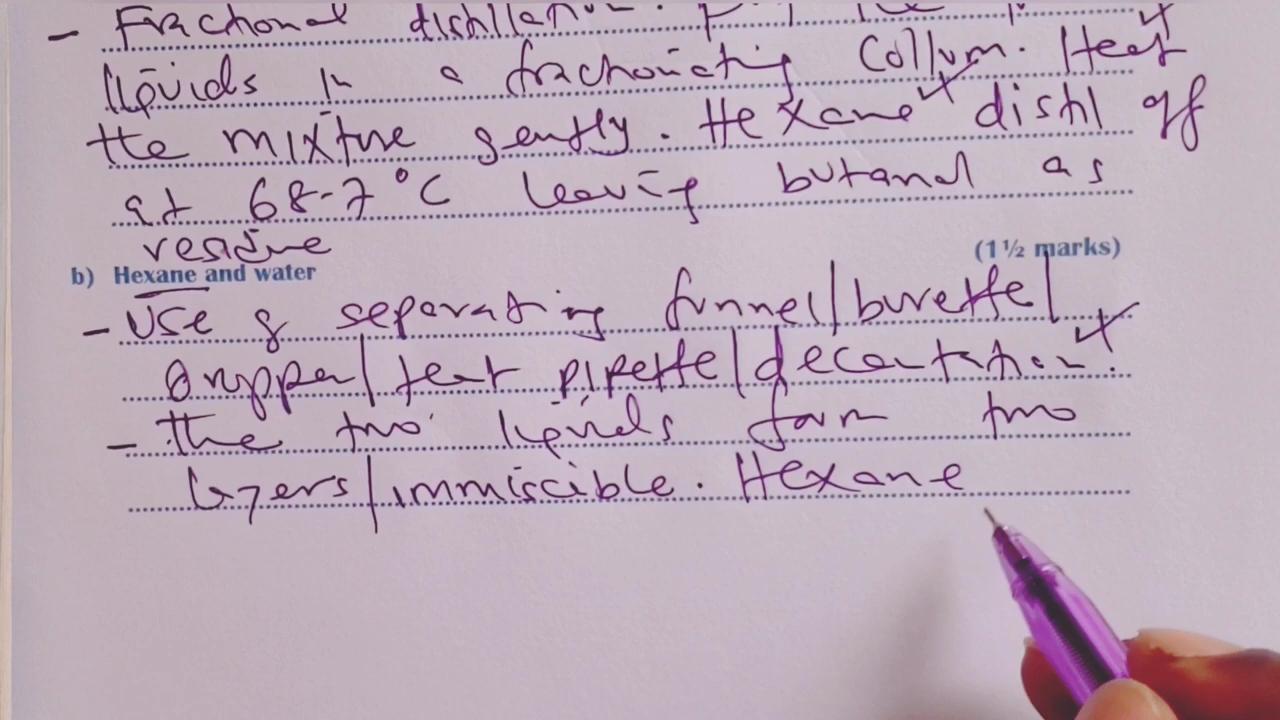 - Fractional distillation.
liquids in a fractionating Collum. Heat
the mixture gently. Hexane distil off
at 68.7 °C leaving butanol as
residue
(1½ marks)
b) Hexane and water
- Use of separating funnel/burette/
dropper/teat pipette/decantation.
- The two liquids form two
layers/immiscible. Hexane